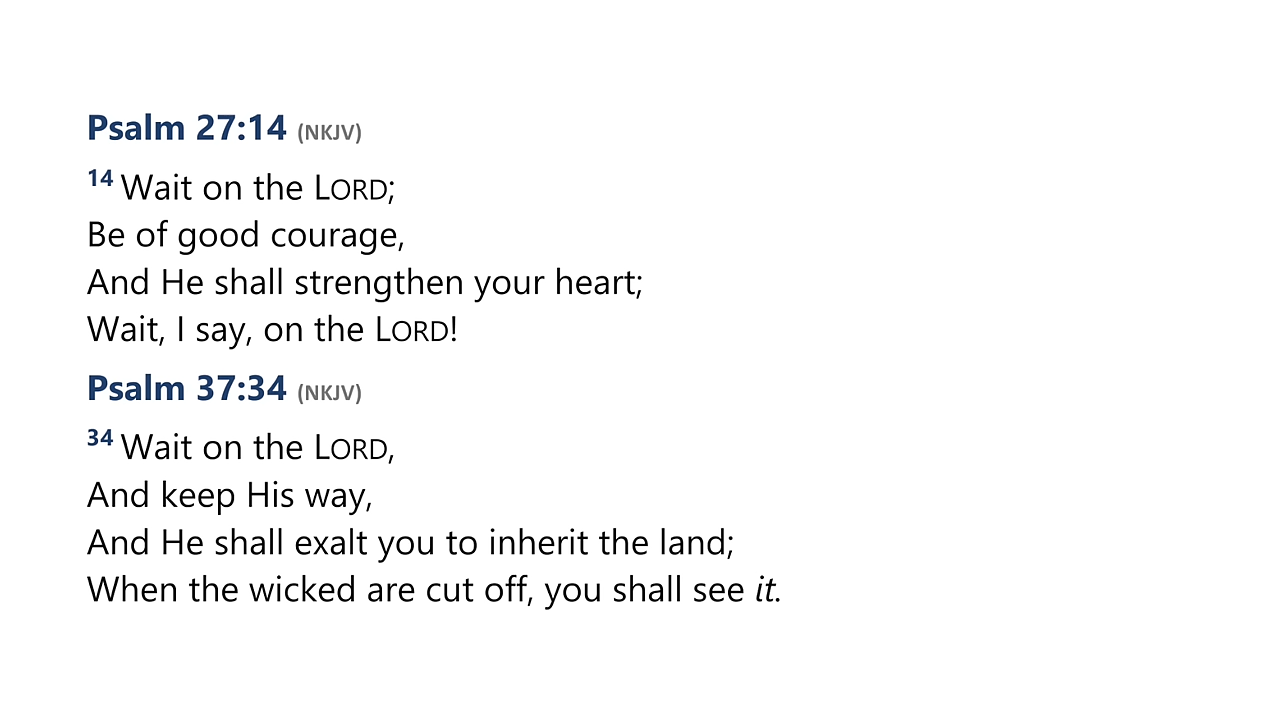 Psalm 27:14 (NKJV)
14 Wait on the LORD;
Be of good courage,
And He shall strengthen your heart;
Wait, I say, on the LORD!
Psalm 37:34 (NKJV)
34 Wait on the LORD,
And keep His way,
And He shall exalt you to inherit the land;
When the wicked are cut off, you shall see it.